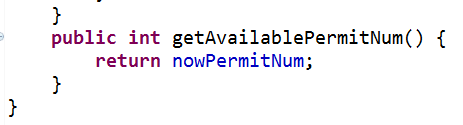 }
public int getAvailablePermitNum() {
return nowPermitNum;
}
}